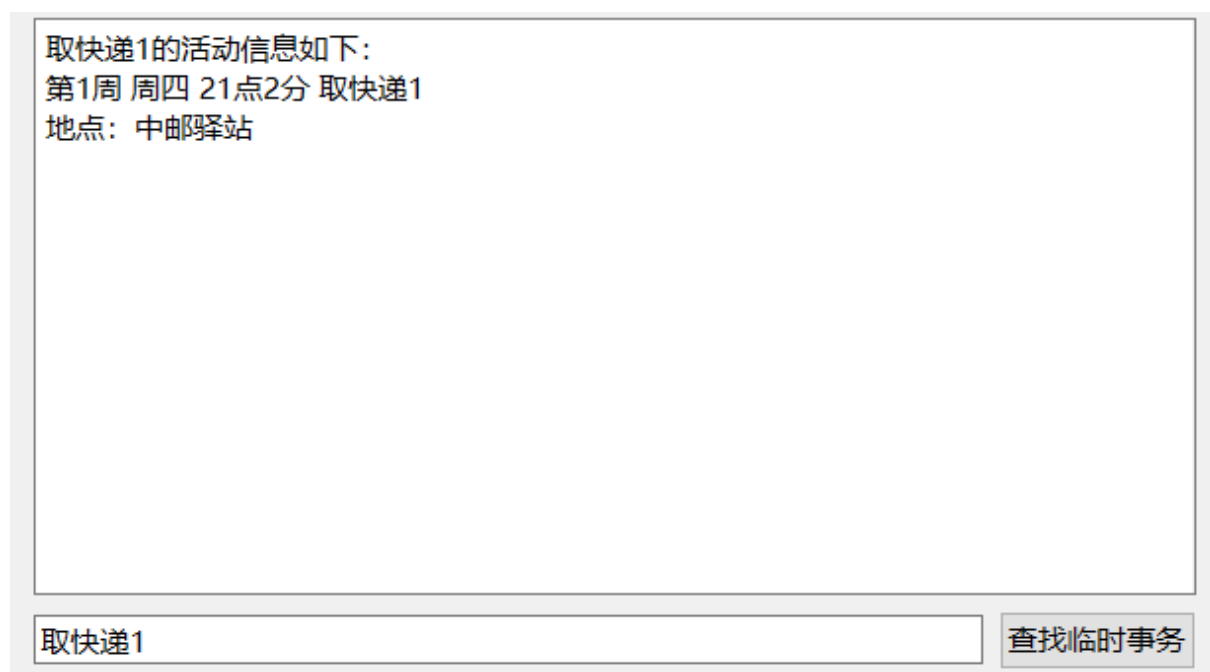 取快递1的活动信息如下：
第1周 周四 21点2分 取快递1
地点：中邮驿站
取快递1
查找临时事务